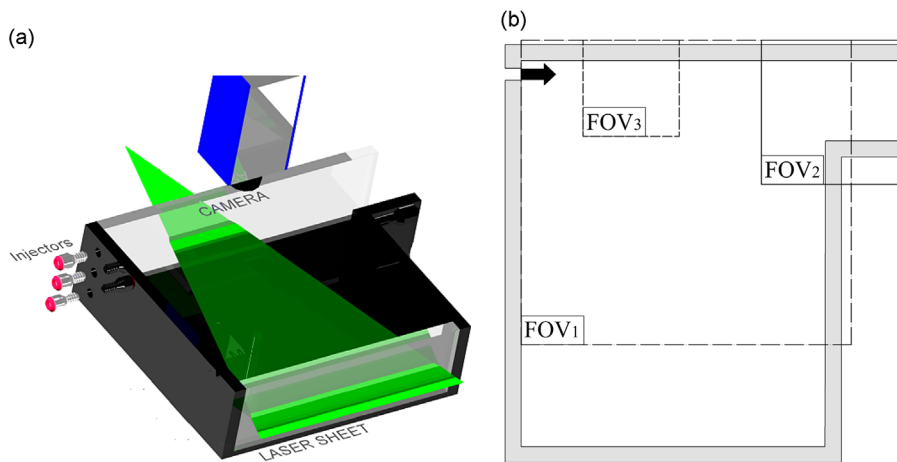 (a)
(b)
CAMERA
Injectors
LASER SHEET
FOV3
FOV2
FOV1